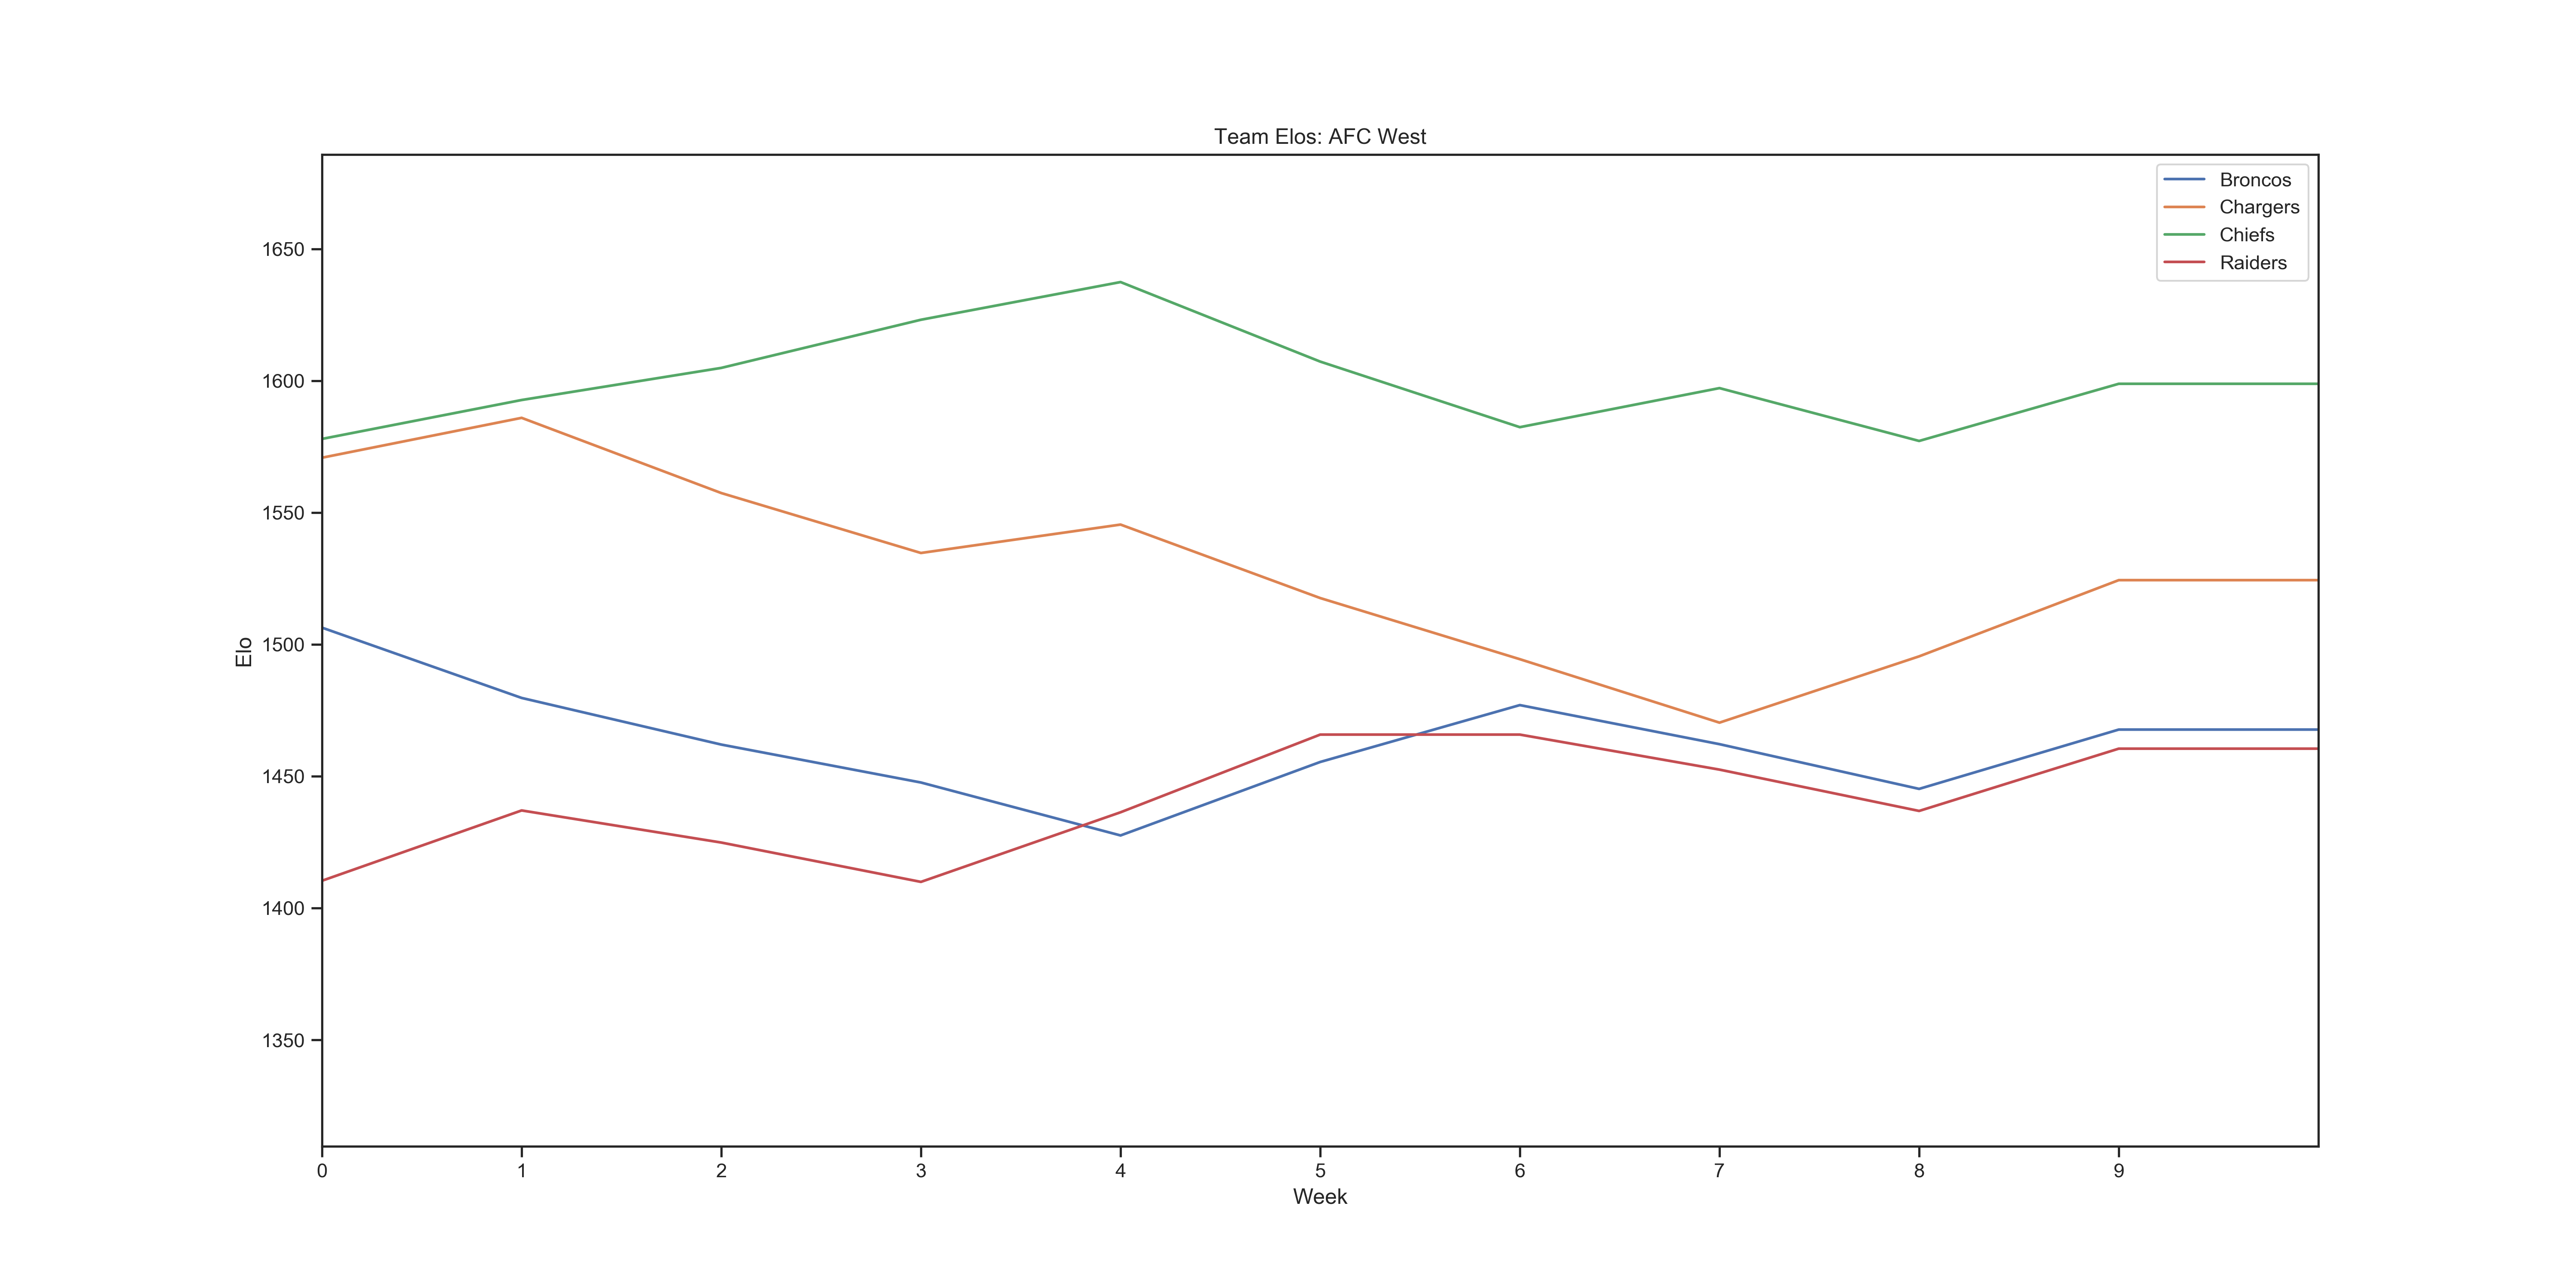 Team Elos: AFC West
Broncos
Chargers
Chiefs
Raiders
1650
1600
1550
1500
1450
1400
1350
Elo
0 1 2 3 4 5 6 7 8 9
Week